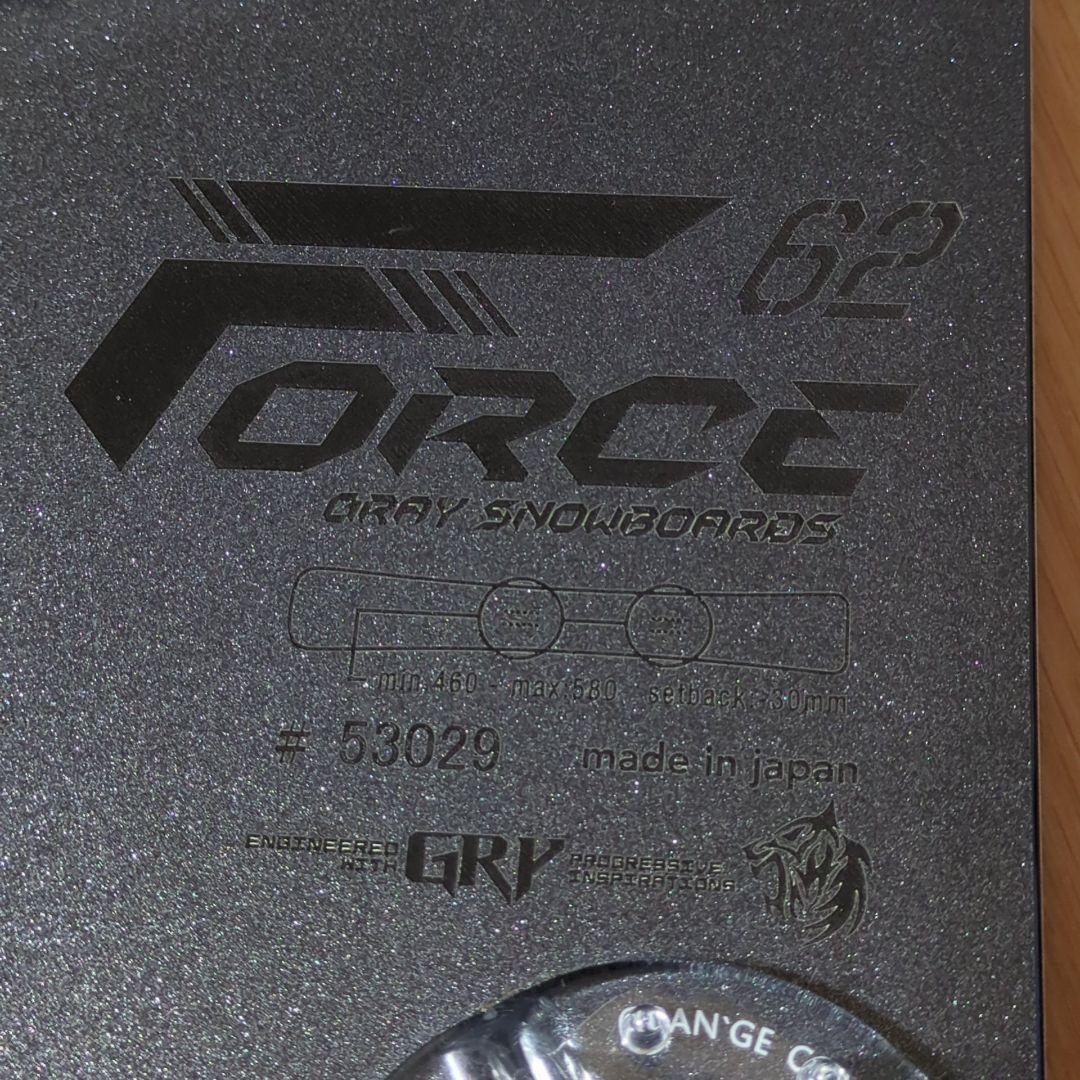 FORCE 62
GRAY SNOWBOARDS
min.460 - max.580 setback:-30mm
# 53029 made in japan
ENGINEERED
WITH
GRY
PROGRESSIVE
INSPIRATIONS